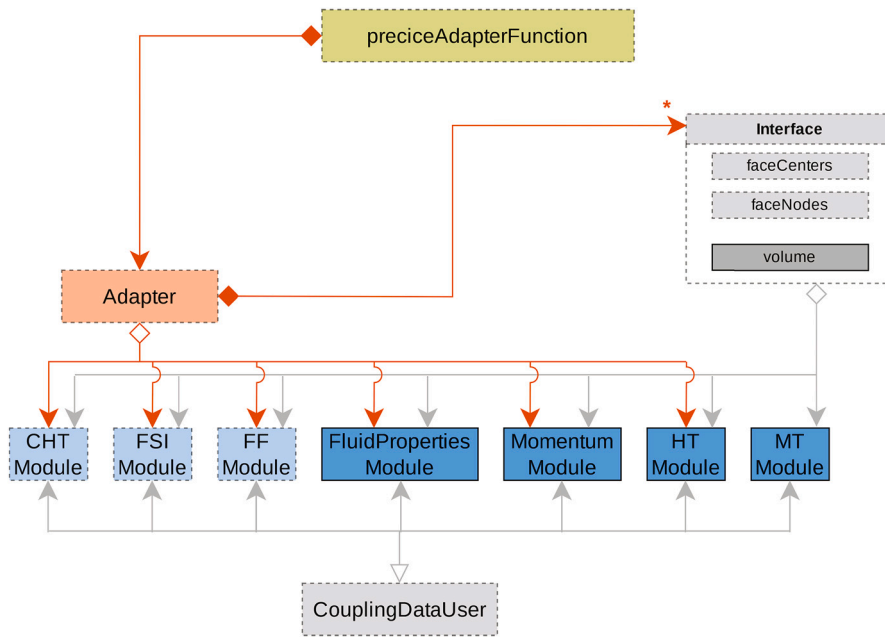 preciceAdapterFunction
*
Interface
faceCenters
faceNodes
volume
Adapter
CHT
Module
FSI
Module
FF
Module
FluidProperties
Module
Momentum
Module
HT
Module
MT
Module
CouplingDataUser